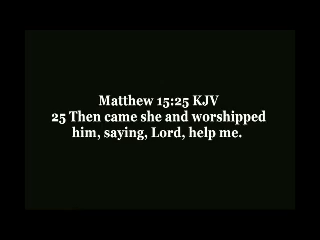 Matthew 15:25 KJV
25 Then came she and worshipped
him, saying, Lord, help me.